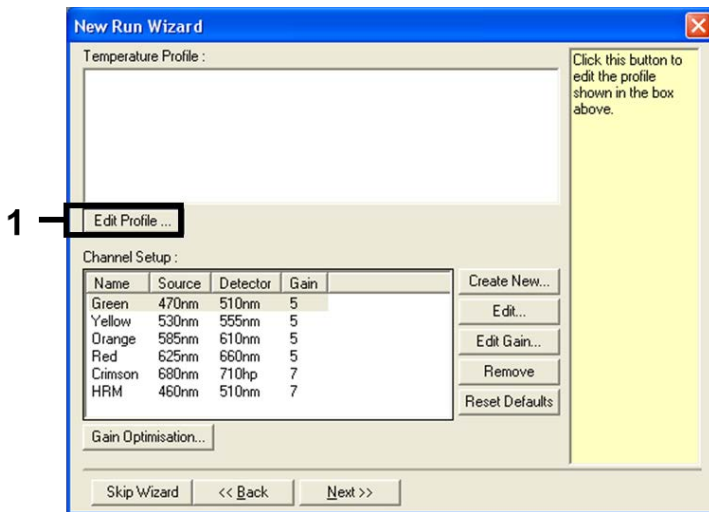 New Run Wizard
Temperature Profile :
Click this button to
edit the profile
shown in the box
above.
1
Edit Profile ...
Channel Setup :
Name Source Detector Gain
Green 470nm 510nm 5
Yellow 530nm 555nm 5
Orange 585nm 610nm 5
Red 625nm 660nm 5
Crimson 680nm 710hp 7
HRM 460nm 510nm 7
Create New...
Edit...
Edit Gain...
Remove
Reset Defaults
Gain Optimisation...
Skip Wizard << Back Next >>